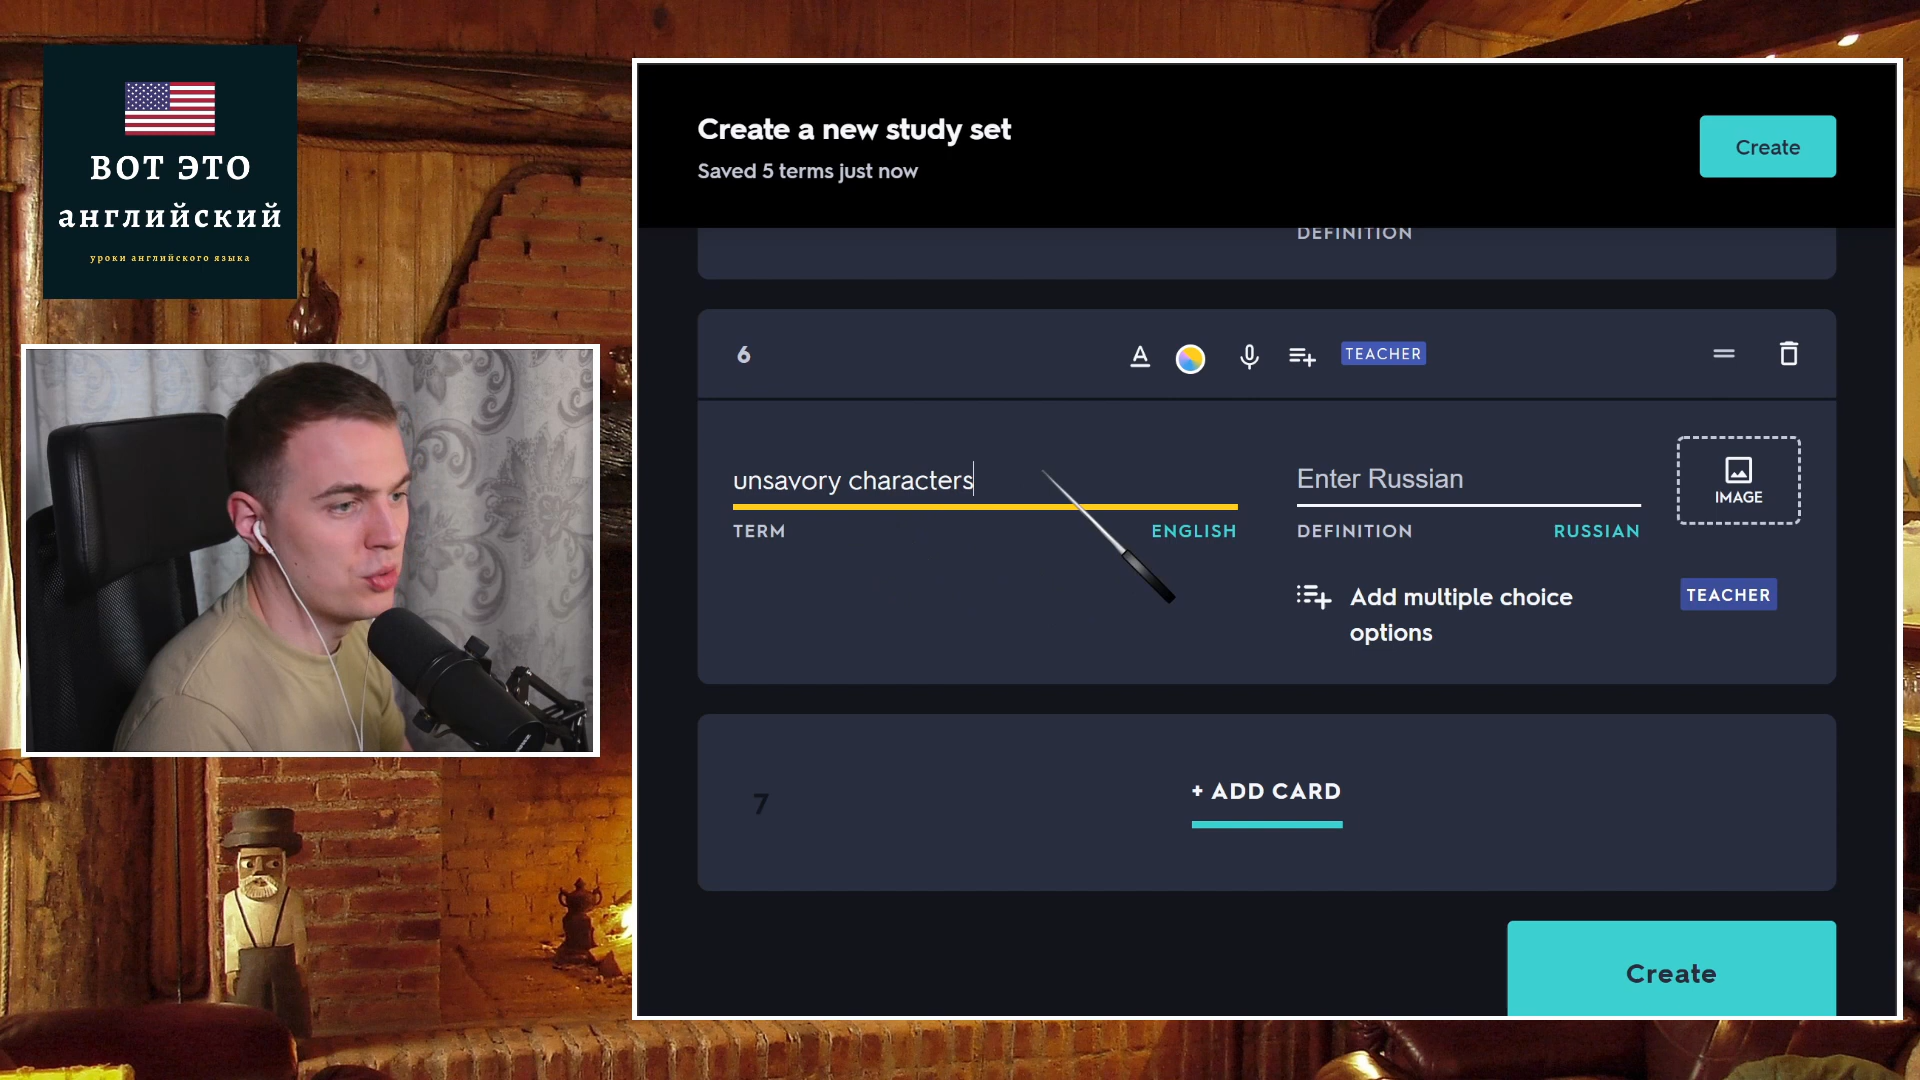 ВОТ ЭТО
английский
уроки английского языка
Create a new study set
Saved 5 terms just now
Create
DEFINITION
6
A
TEACHER
unsavory characters
TERM
ENGLISH
Enter Russian
DEFINITION
RUSSIAN
IMAGE
Add multiple choice
options
TEACHER
7
+ ADD CARD
Create